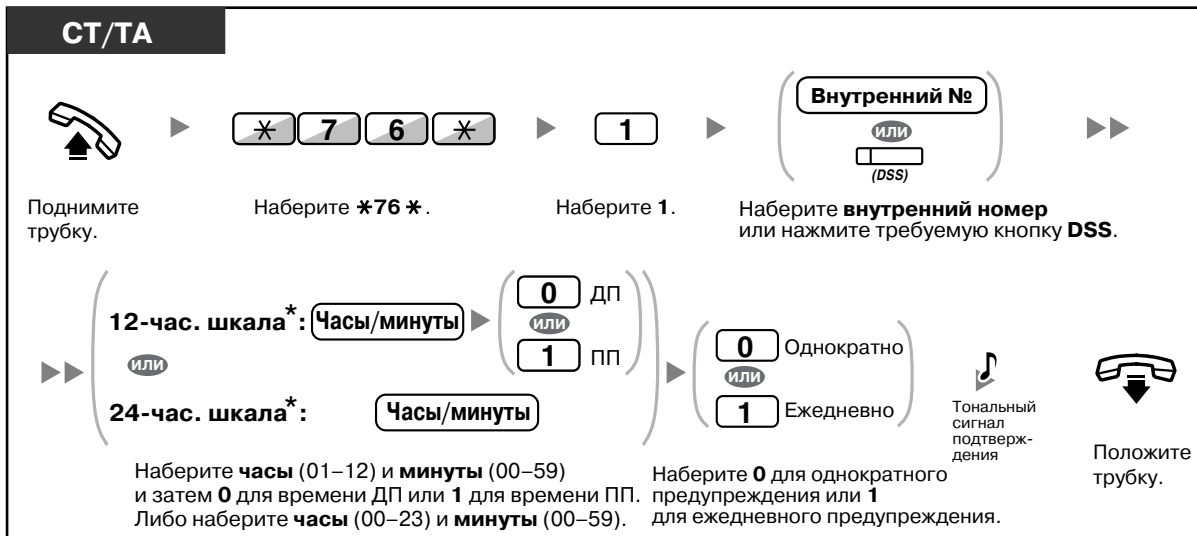 СТ/ТА
✳ 7 6 ✳
1
Внутренний №
или
(DSS)
Поднимите
трубку.
Наберите ✳76 ✳.
Наберите 1.
Наберите внутренний номер
или нажмите требуемую кнопку DSS.
12-час. шкала*: Часы/минуты
0 ДП
или
1 ПП
или
24-час. шкала*: Часы/минуты
0 Однократно
или
1 Ежедневно
Тональный
сигнал
подтверж-
дения
Положите
трубку.
Наберите часы (01–12) и минуты (00–59)
и затем 0 для времени ДП или 1 для времени ПП.
Либо наберите часы (00–23) и минуты (00–59).
Наберите 0 для однократного
предупреждения или 1
для ежедневного предупреждения.